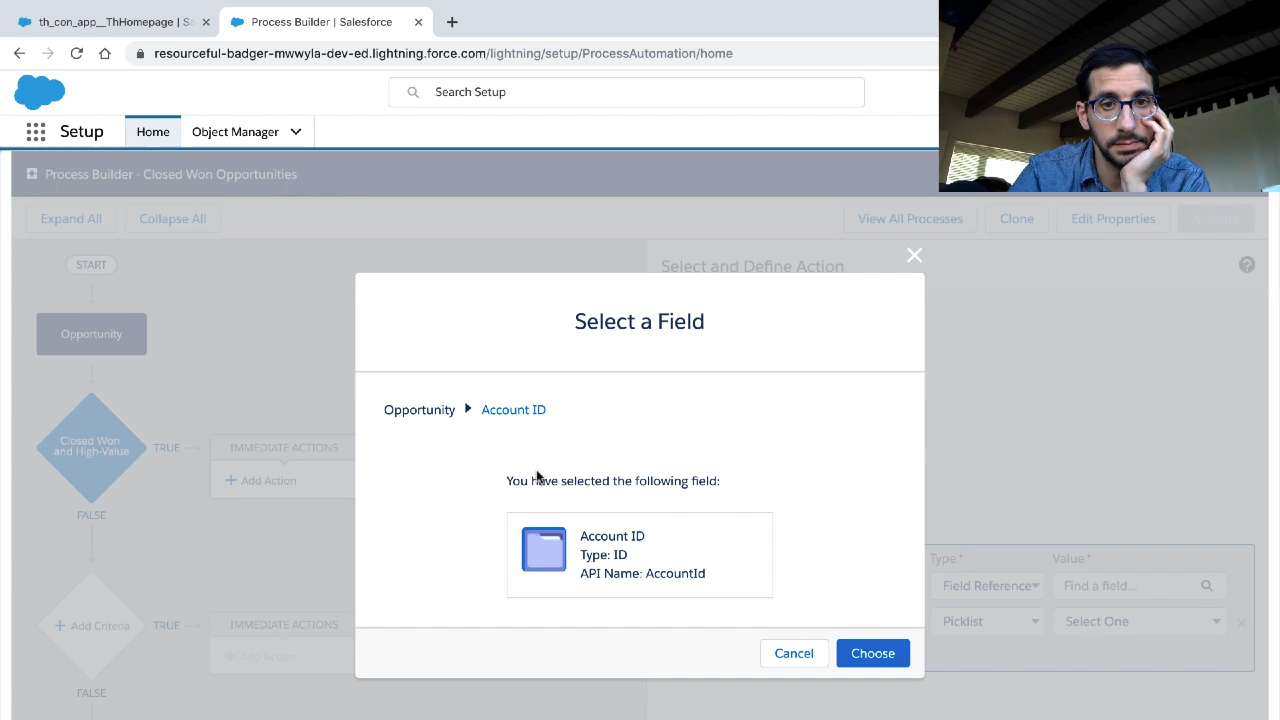 th_con_app__ThHomepage | Sa
Process Builder | Salesforce
resourceful-badger-mwwyla-dev-ed.lightning.force.com/lightning/setup/ProcessAutomation/home
Search Setup
Setup
Home
Object Manager
Process Builder - Closed Won Opportunities
Expand All
Collapse All
View All Processes
Clone
Edit Properties
START
Select and Define Action
Opportunity
Select a Field
Opportunity
Account ID
Closed Won
and High-Value
TRUE
IMMEDIATE ACTIONS
+ Add Action
You have selected the following field:
FALSE
Account ID
Type: ID
API Name: AccountId
Type *
Value *
Field Reference
Find a field...
Picklist
Select One
+ Add Criteria
TRUE
IMMEDIATE ACTIONS
+ Add Action
Cancel
Choose
FALSE